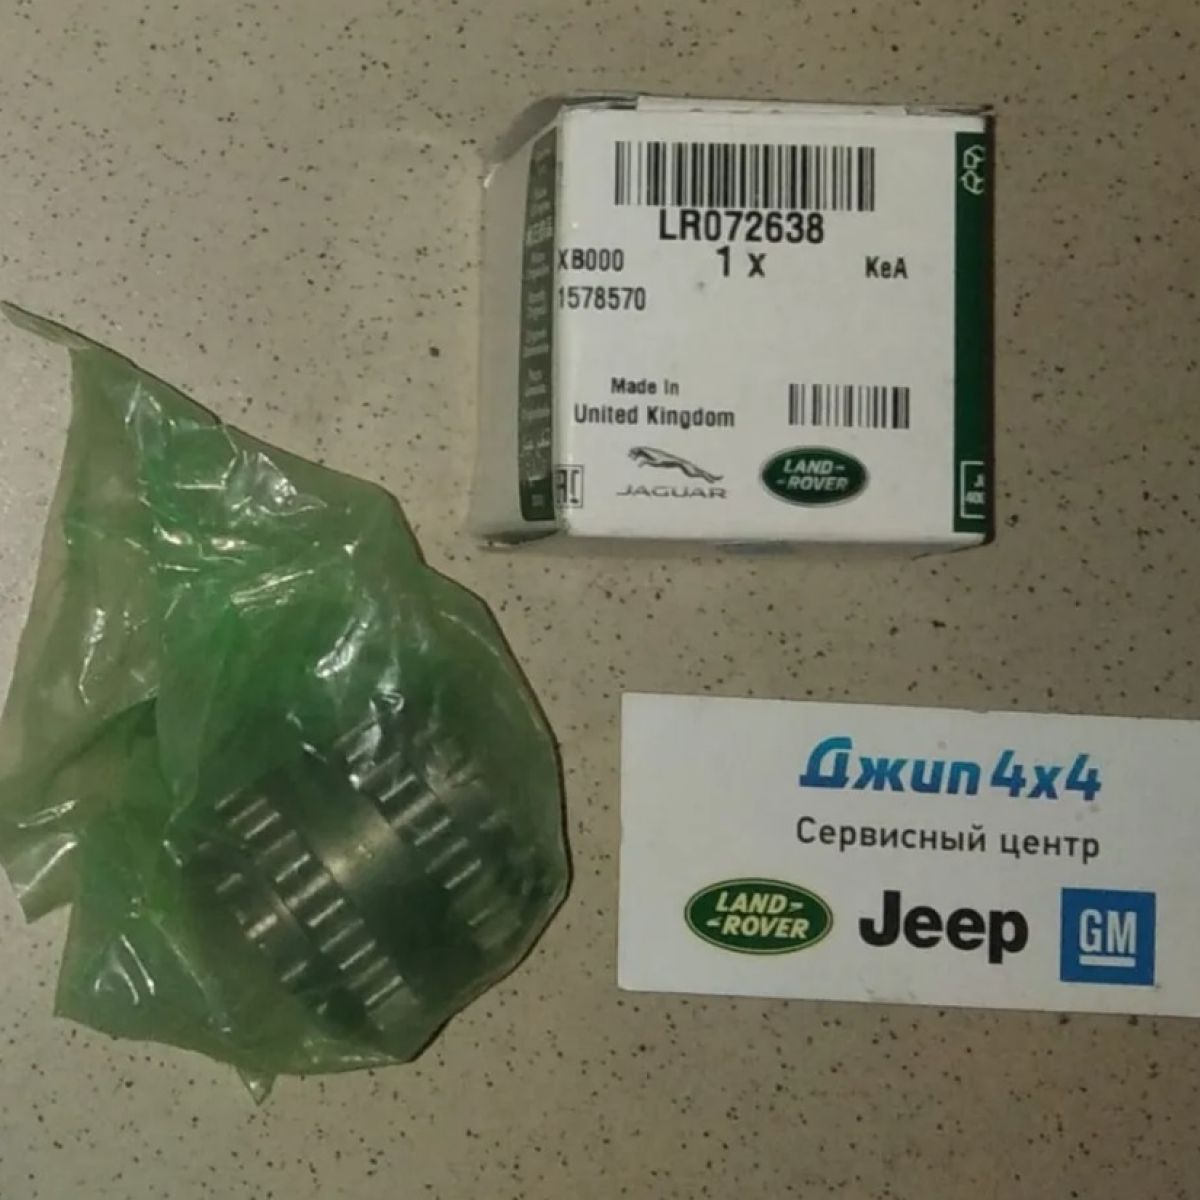 LR072638
XB000
1 x
KeA
1578570
Made In
United Kingdom
JAGUAR
LAND-
-ROVER
Джип 4x4
Сервисный центр
LAND-
-ROVER
Jeep
GM